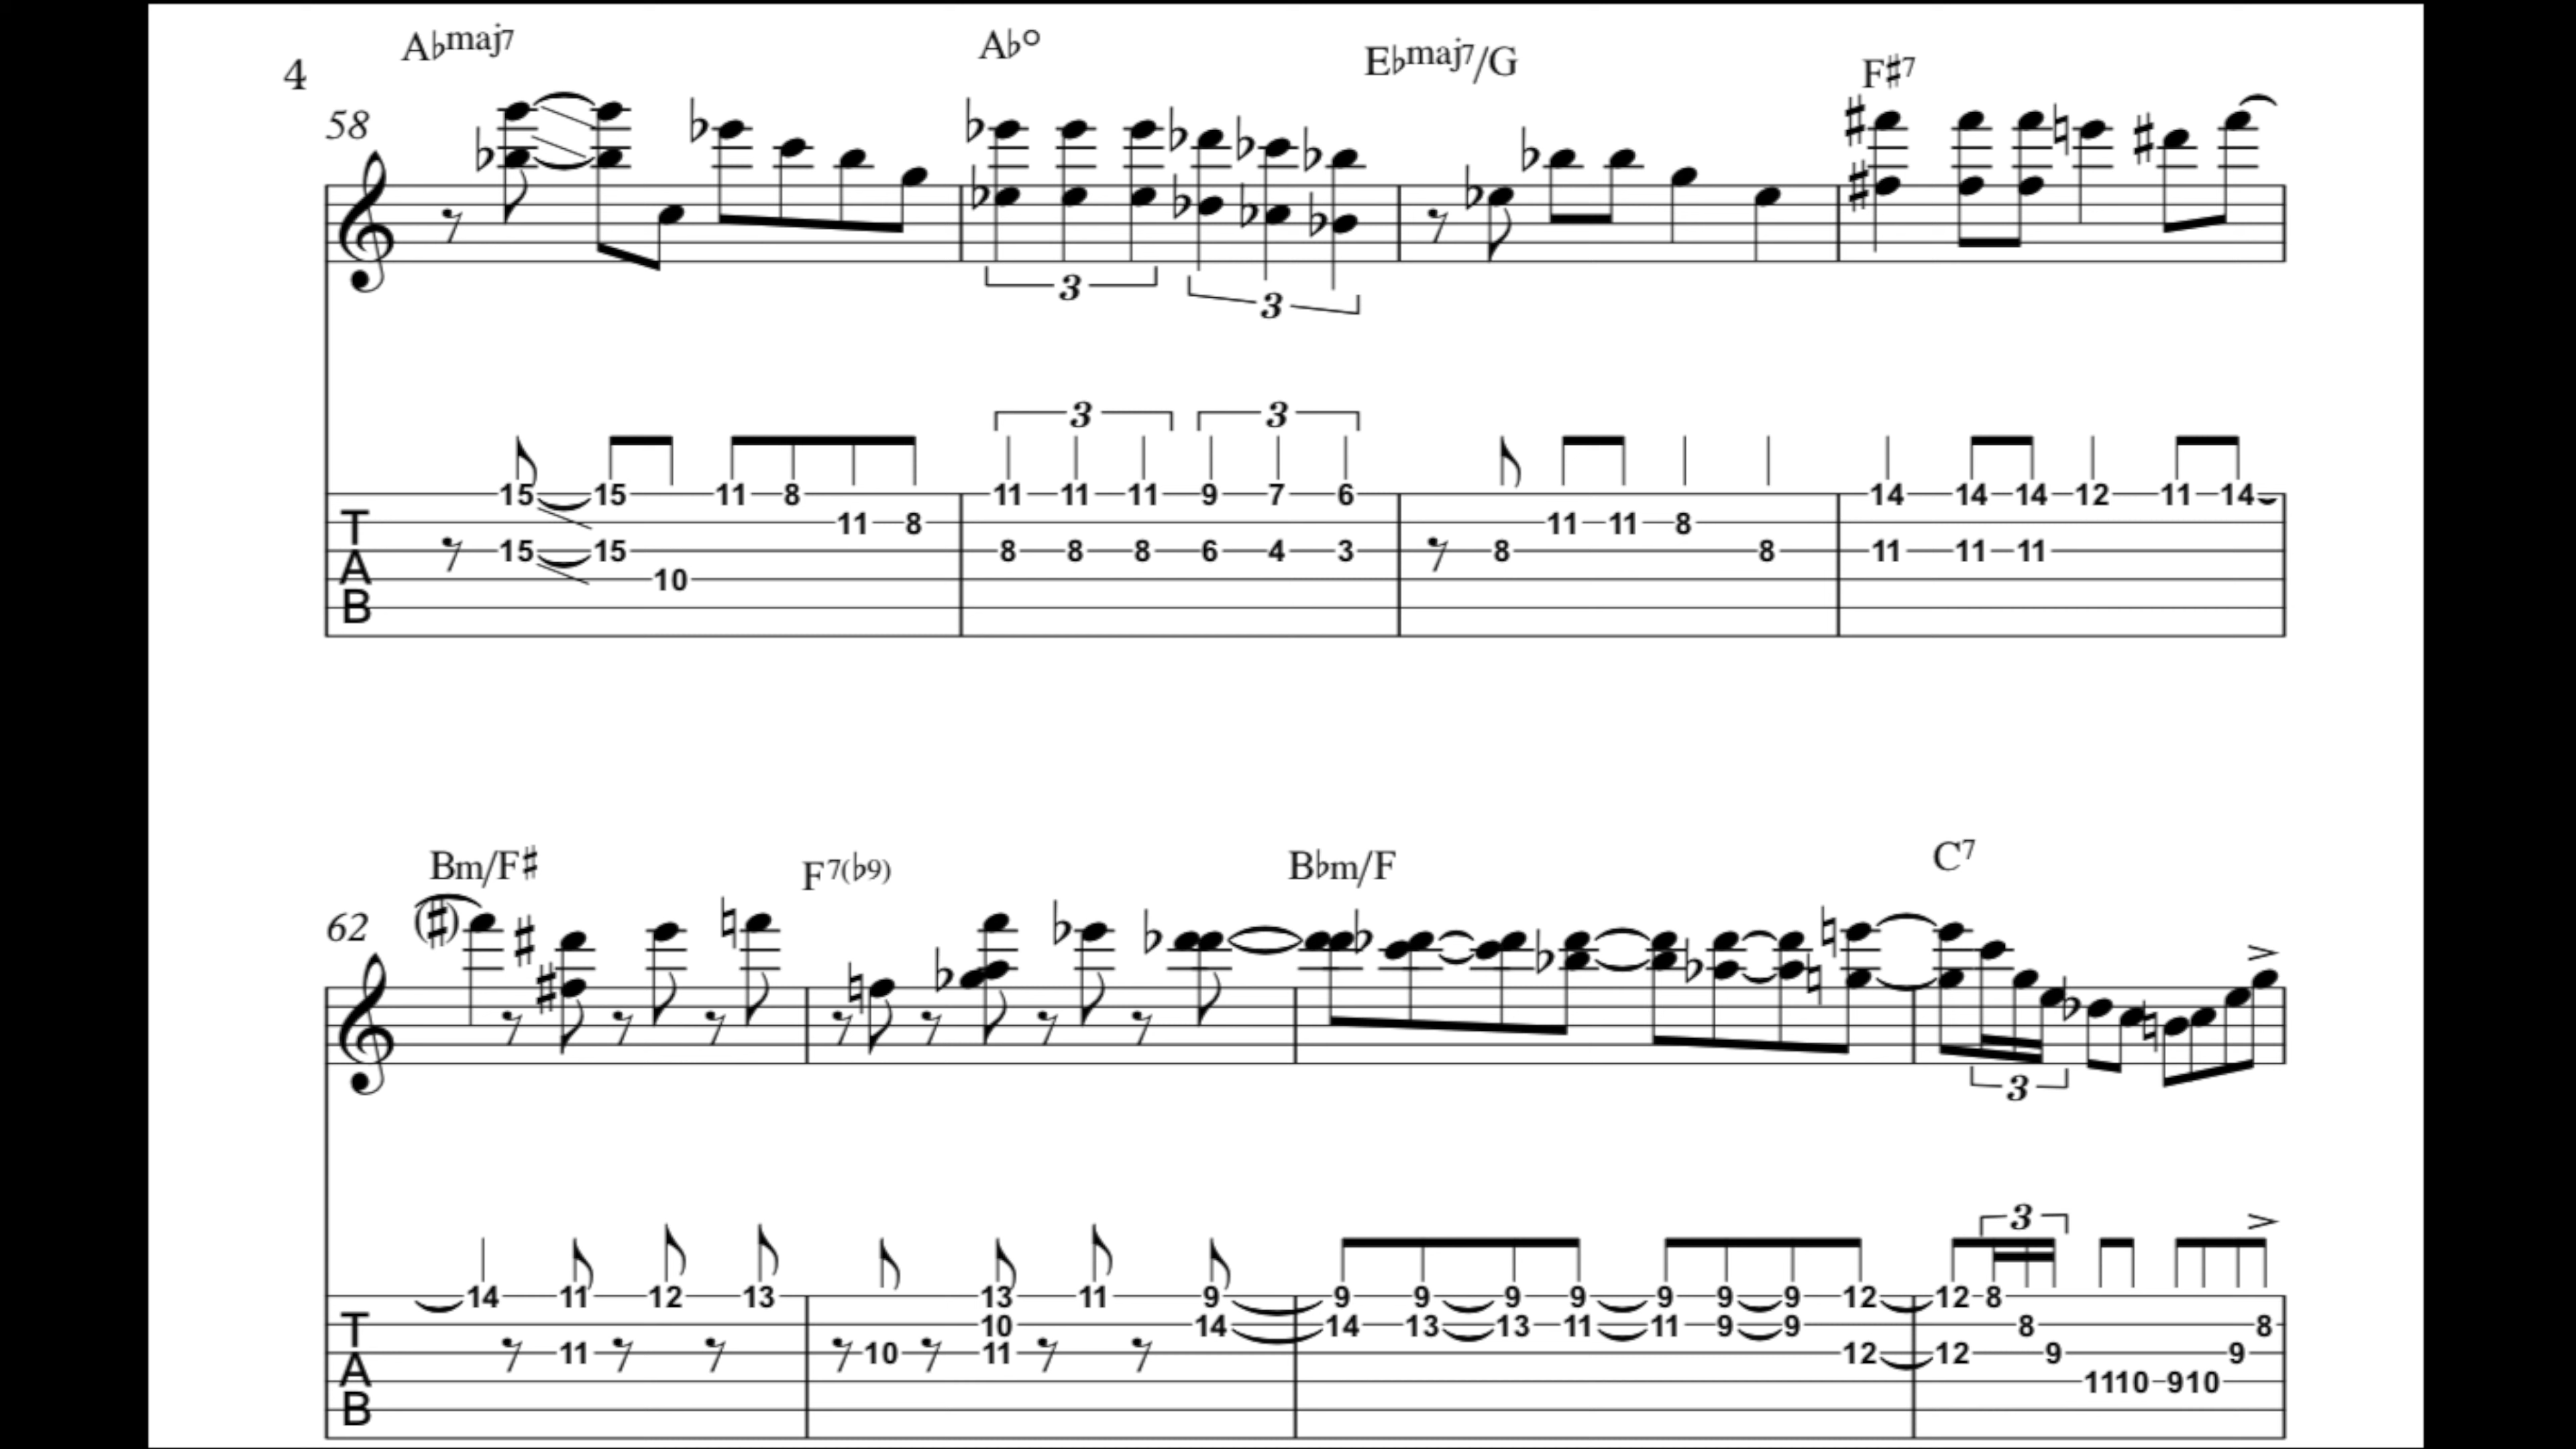 A♭maj7 A♭° E♭maj7/G F♯7
4
58
3 3
3 3
15 15 11 8 11 11 11 9 7 6 14 14 14 12 11 14
T 11 8 11 11 8
15 15 8 8 8 6 4 3 8 8 11 11 11
A 10
B
Bm/F♯ F7(♭9) B♭m/F C7
62
>
3
3 >
14 11 12 13 13 11 9 9 9 9 9 9 9 9 12 12 8
T 10 14 14 13 13 11 11 9 9 8 8
11 10 11 12 12 9 9
A 11 10 9 10
B